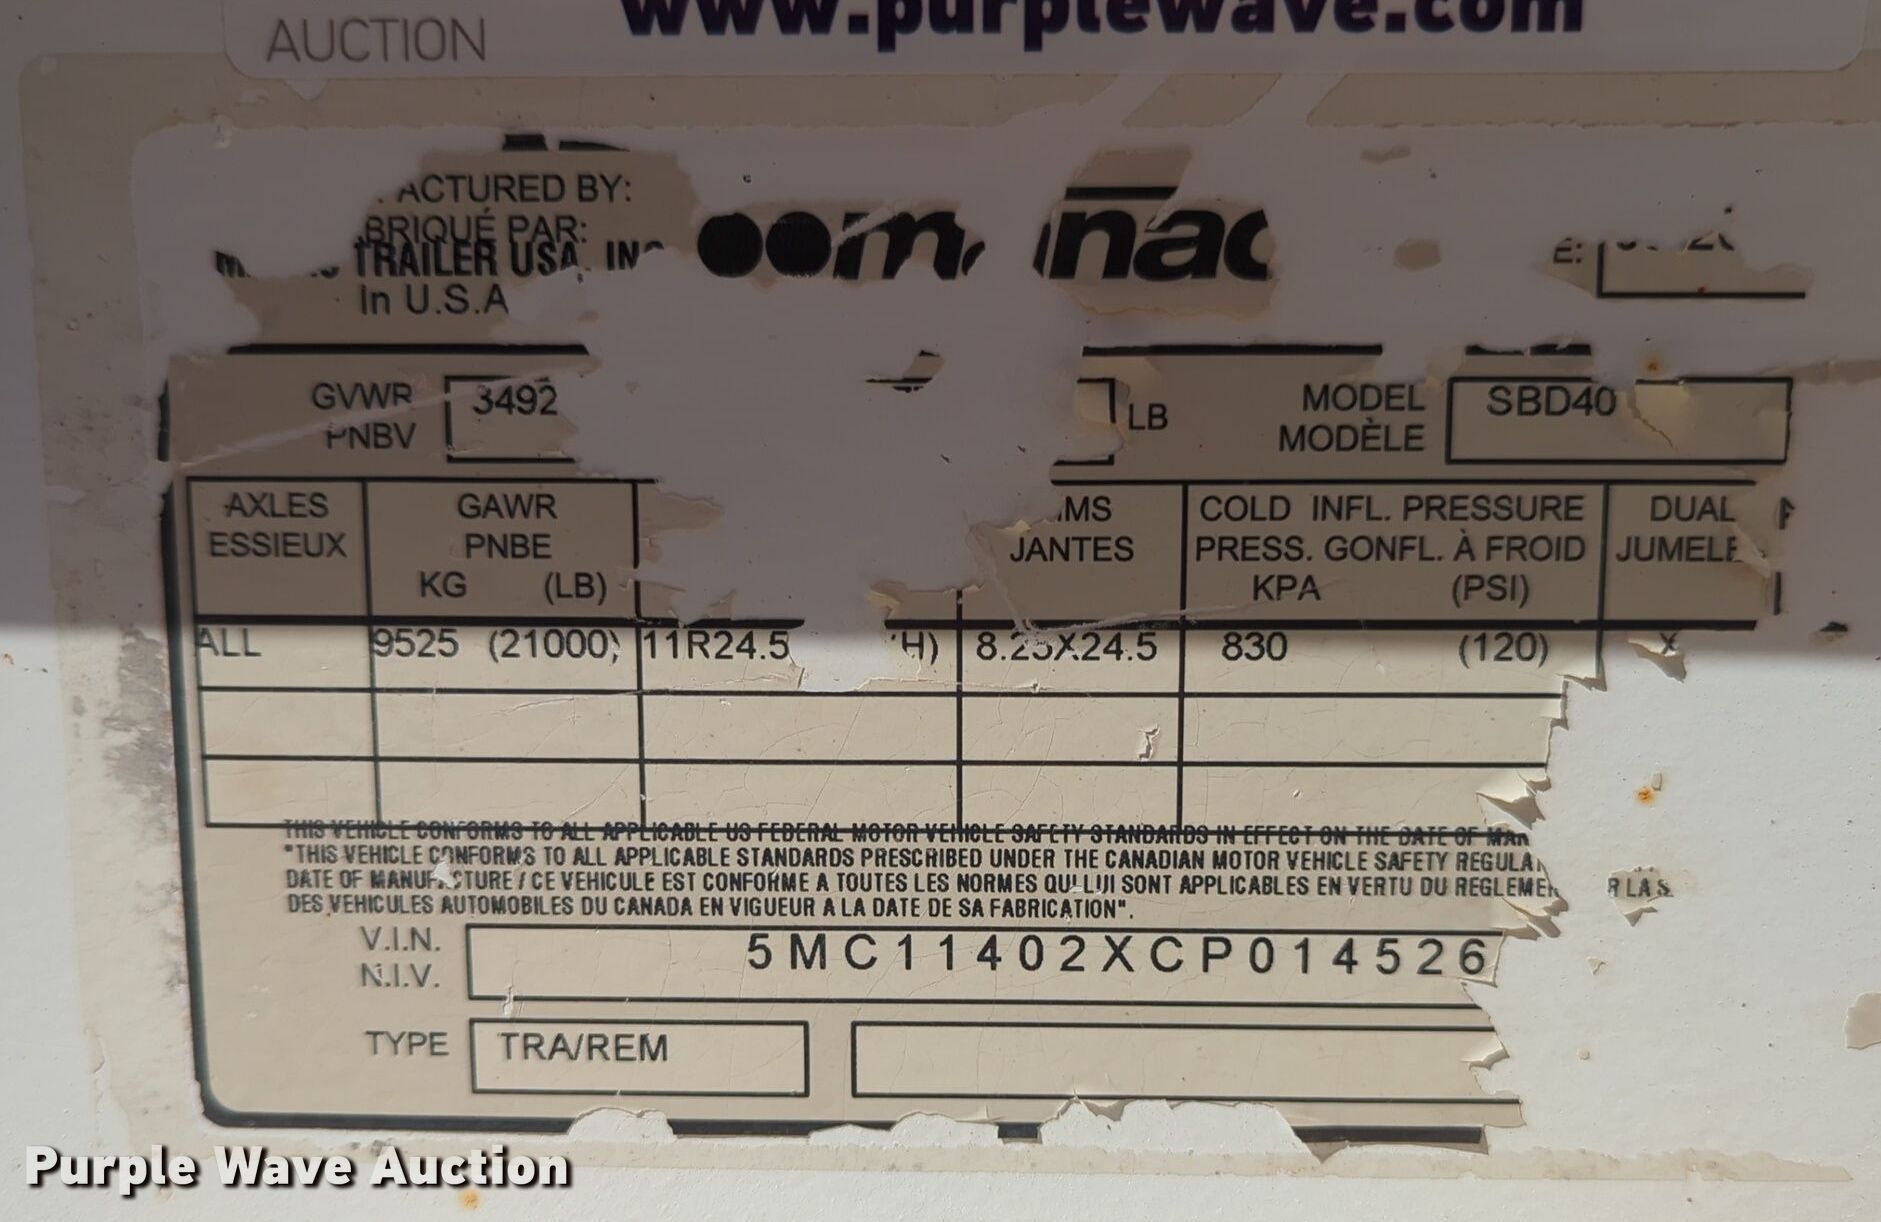 www.purplewave.com
AUCTION
ACTURED BY:
BRIQUÉ PAR:
TRAILER USA, INC
In U.S.A
GVWR 3492 LB MODEL SBD40
PNBV MODÈLE
AXLES GAWR COLD INFL. PRESSURE DUAL
ESSIEUX PNBE JANTES PRESS. GONFL. À FROID JUMELÉ
KG (LB) KPA (PSI)
ALL 9525 (21000) 11R24.5 H) 8.25X24.5 830 (120) X
THIS VEHICLE CONFORMS TO ALL APPLICABLE US FEDERAL MOTOR VEHICLE SAFETY STANDARDS IN EFFECT ON THE DATE OF MAN
"THIS VEHICLE CONFORMS TO ALL APPLICABLE STANDARDS PRESCRIBED UNDER THE CANADIAN MOTOR VEHICLE SAFETY REGULA
DATE OF MANUFACTURE / CE VEHICULE EST CONFORME A TOUTES LES NORMES QUI LUI SONT APPLICABLES EN VERTU DU REGLEME R LA S
DES VEHICULES AUTOMOBILES DU CANADA EN VIGUEUR A LA DATE DE SA FABRICATION".
V.I.N. 5MC11402XCP014526
N.I.V.
TYPE TRA/REM
Purple Wave Auction